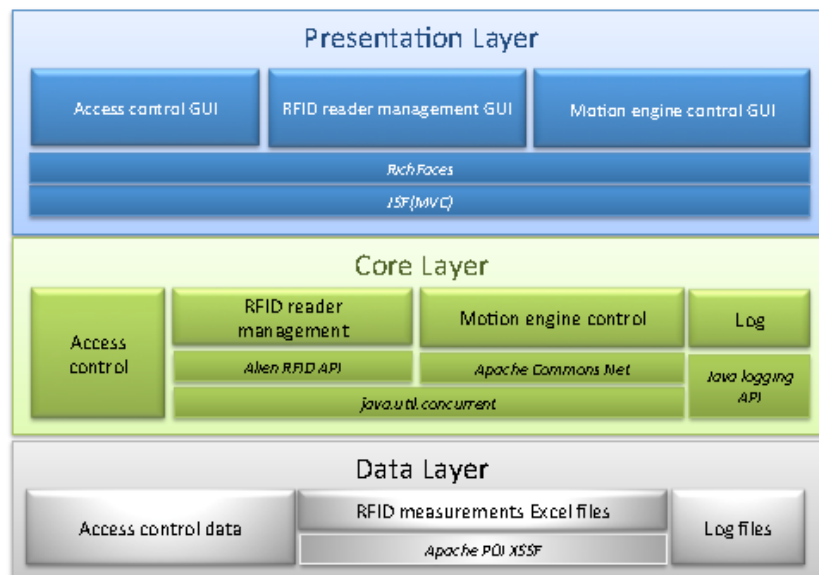 Presentation Layer
Access control GUI
RFID reader management GUI
Motion engine control GUI
RichFaces
JSF(MVC)
Core Layer
Access
control
RFID reader
management
Motion engine control
Log
Alien RFID API
Apache Commons Net
Java logging
API
java.util.concurrent
Data Layer
Access control data
RFID measurements Excel files
Log files
Apache POI XSSF